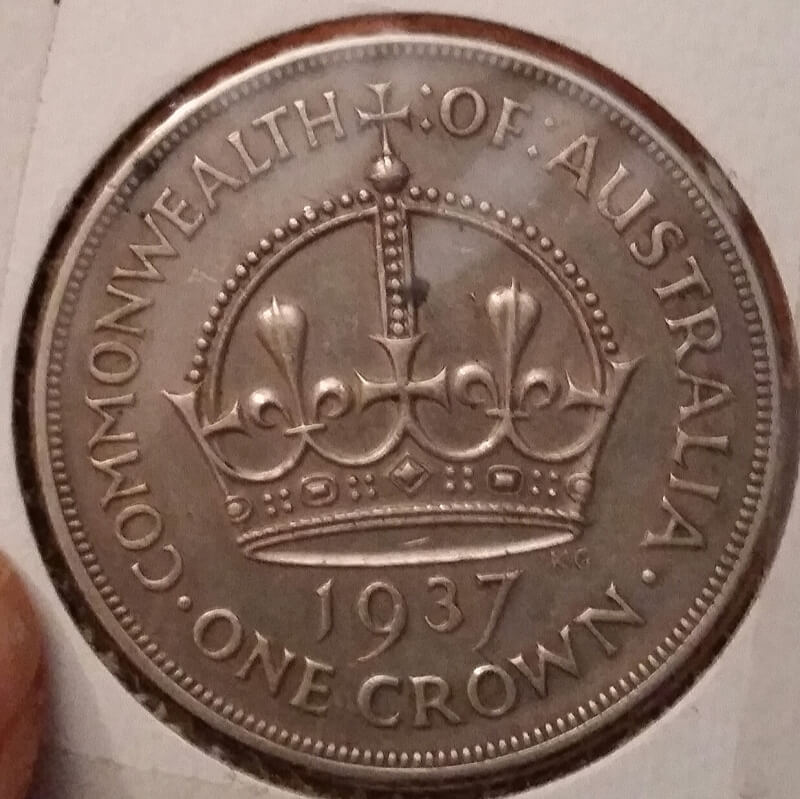 COMMONWEALTH :OF: AUSTRALIA
KG
1937
· ONE CROWN ·